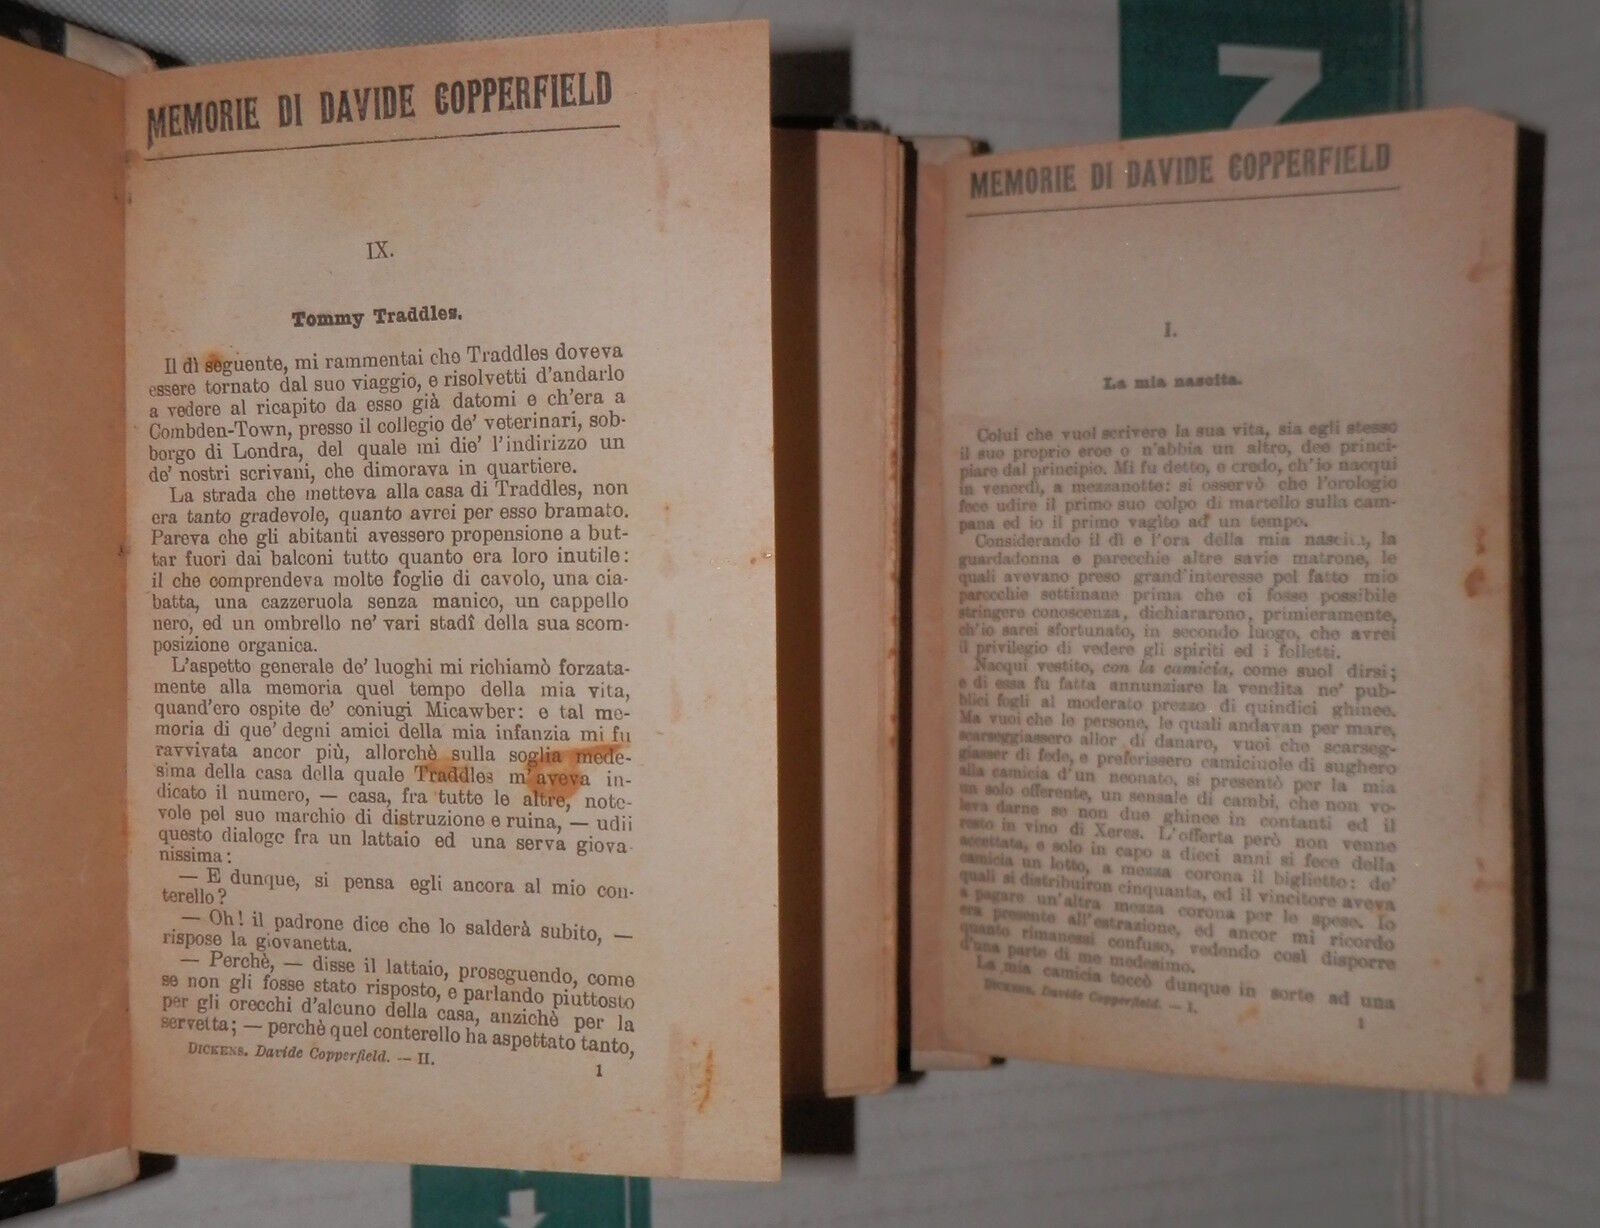 MEMORIE DI DAVIDE COPPERFIELD
IX.
Tommy Traddles.
Il dì seguente, mi rammentai che Traddles doveva
essere tornato dal suo viaggio, e risolvetti d'andarlo
a vedere al ricapito da esso già datomi e ch'era a
Combden-Town, presso il collegio de' veterinari, sob-
borgo di Londra, del quale mi die' l'indirizzo un
de' nostri scrivani, che dimorava in quartiere.
La strada che metteva alla casa di Traddles, non
era tanto gradevole, quanto avrei per esso bramato.
Pareva che gli abitanti avessero propensione a but-
tar fuori dai balconi tutto quanto era loro inutile:
il che comprendeva molte foglie di cavolo, una cia-
batta, una cazzeruola senza manico, un cappello
nero, ed un ombrello ne' vari stadî della sua scom-
posizione organica.
L'aspetto generale de' luoghi mi richiamò forzata-
mente alla memoria quel tempo della mia vita,
quand'ero ospite de' coniugi Micawber: e tal me-
moria di que' degni amici della mia infanzia mi fu
ravvivata ancor più, allorchè sulla soglia mede-
sima della casa della quale Traddles m'aveva in-
dicato il numero, — casa, fra tutte le altre, note-
vole pel suo marchio di distruzione e ruina, — udii
questo dialogc fra un lattaio ed una serva giova-
nissima:
— E dunque, si pensa egli ancora al mio con-
terello?
— Oh! il padrone dice che lo salderà subito, —
rispose la giovanetta.
— Perchè, — disse il lattaio, proseguendo, come
se non gli fosse stato risposto, e parlando piuttosto
per gli orecchi d'alcuno della casa, anzichè per la
servetta; — perchè quel conterello ha aspettato tanto,
DICKENS. Davide Copperfield. — II.
1
7
MEMORIE DI DAVIDE COPPERFIELD
I.
La mia nascita.
Colui che vuol scrivere la sua vita, sia egli stesso
il suo proprio eroe o n'abbia un altro, dee princi-
piare dal principio. Mi fu detto, e credo, ch'io nacqui
in venerdì, a mezzanotte: si osservò che l'orologio
fece udire il primo suo colpo di martello sulla cam-
pana ed io il primo vagito ad un tempo.
Considerando il dì e l'ora della mia nascita, la
guardadonna e parecchie altre savie matrone, le
quali avevano preso grand'interesse pel fatto mio
parecchie settimane prima che ci fosse possibile
stringere conoscenza, dichiararono, primieramente,
ch'io sarei sfortunato, in secondo luogo, che avrei
il privilegio di vedere gli spiriti ed i folletti.
Nacqui vestito, con la camicia, come suol dirsi;
e di essa fu fatta annunziare la vendita ne' pub-
blici fogli al moderato prezzo di quindici ghinee.
Ma vuoi che le persone, le quali andavan per mare,
scarseggiassero allor di danaro, vuoi che scarseg-
giasser di fede, e preferissero camiciuole di sughero
alla camicia d'un neonato, si presentò per la mia
un solo offerente, un sensale di cambi, che non vo-
leva darne se non due ghinee in contanti ed il
resto in vino di Xeres. L'offerta però non venne
accettata, e solo in capo a dieci anni si fece della
camicia un lotto, a mezza corona il biglietto: de'
quali si distribuiron cinquanta, ed il vincitore aveva
a pagare un'altra mezza corona per le spese. Io
era presente all'estrazione, ed ancor mi ricordo
quanto rimanessi confuso, vedendo così disporre
d'una parte di me medesimo.
La mia camicia toccò dunque in sorte ad una
DICKENS. Davide Copperfield. — I.
1